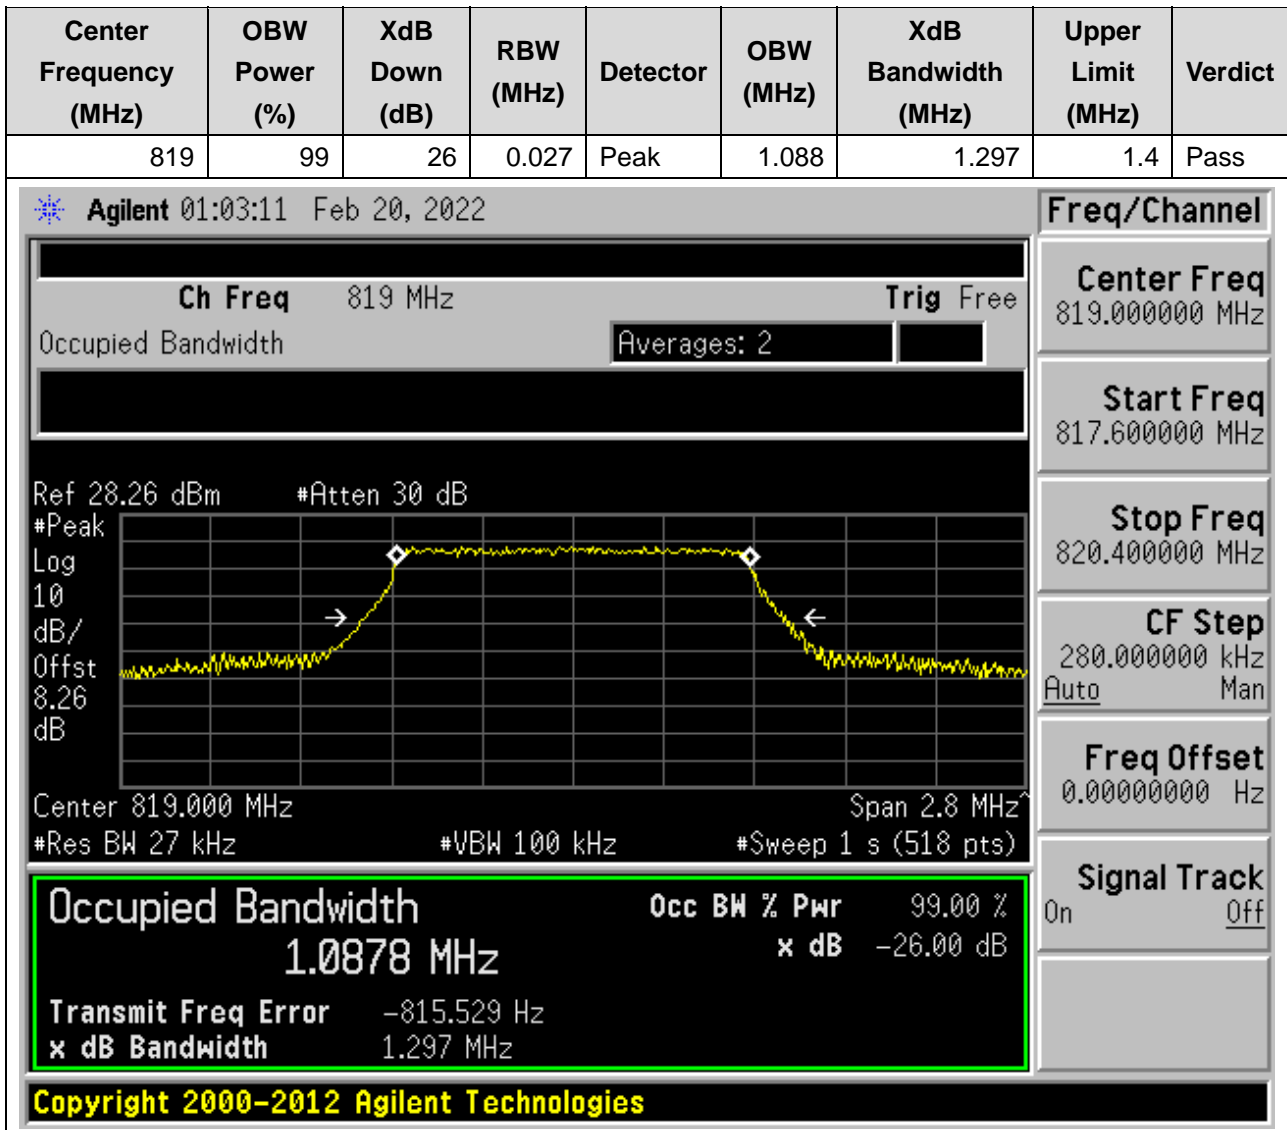 Center Frequency (MHz) OBW Power (%) XdB Down (dB) RBW (MHz) Detector OBW (MHz) XdB Bandwidth (MHz) Upper Limit (MHz) Verdict
819 99 26 0.027 Peak 1.088 1.297 1.4 Pass
Agilent 01:03:11 Feb 20, 2022
Ch Freq 819 MHz Trig Free
Occupied Bandwidth Averages: 2
Ref 28.26 dBm #Atten 30 dB
#Peak
Log
10
dB/
Offst
8.26
dB
Center 819.000 MHz Span 2.8 MHz^
#Res BW 27 kHz #VBW 100 kHz #Sweep 1 s (518 pts)
Occupied Bandwidth Occ BW % Pwr 99.00 %
1.0878 MHz x dB -26.00 dB
Transmit Freq Error -815.529 Hz
x dB Bandwidth 1.297 MHz
Copyright 2000-2012 Agilent Technologies
Freq/Channel
Center Freq
819.000000 MHz
Start Freq
817.600000 MHz
Stop Freq
820.400000 MHz
CF Step
280.000000 kHz
Auto Man
Freq Offset
0.00000000 Hz
Signal Track
On Off